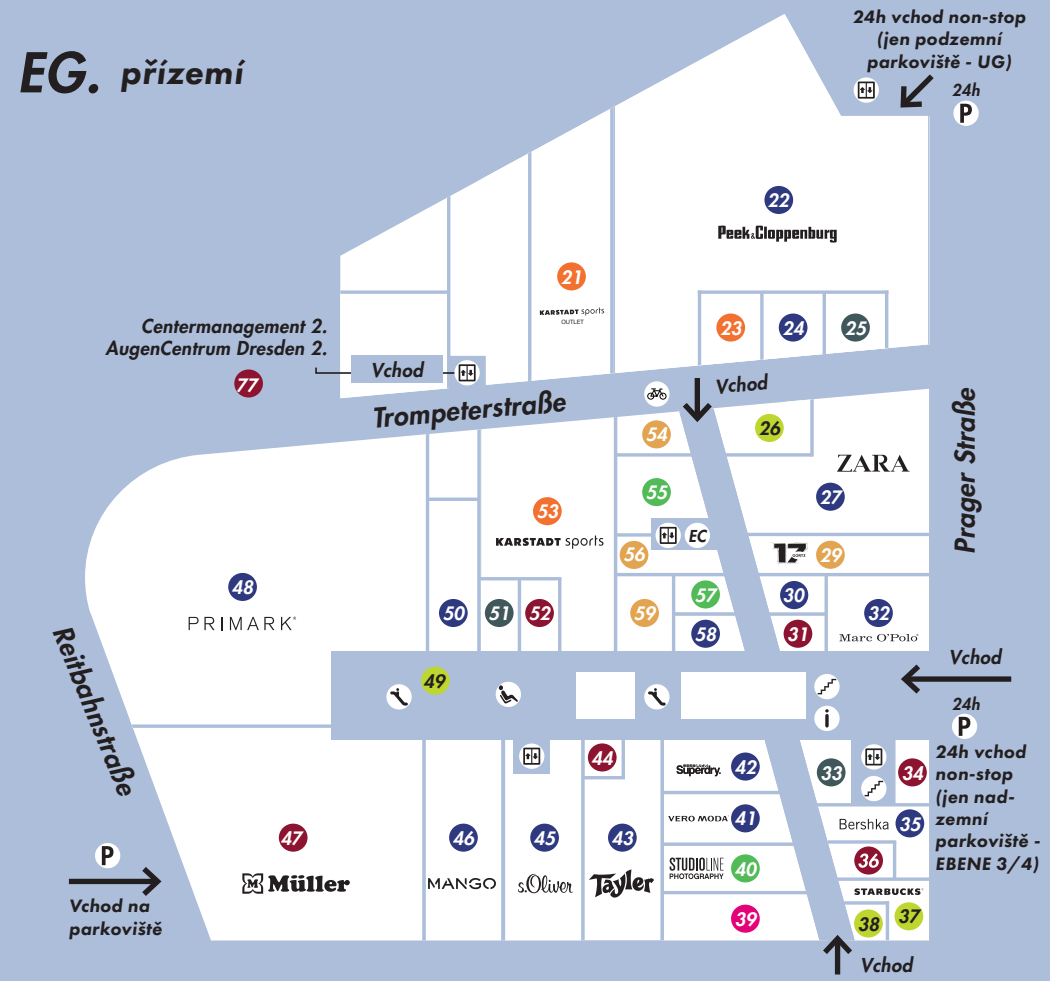 EG. přízemí
24h vchod non-stop
(jen podzemní
parkoviště - UG)
24h
P
22
Peek&Cloppenburg
21
KARSTADT sports
OUTLET
23
24
25
Centermanagement 2.
AugenCentrum Dresden 2.
77
Vchod
Vchod
Trompeterstraße
Prager Straße
26
54
ZARA
27
55
53
KARSTADT sports
EC
56
17
GÖRTZ
29
48
PRIMARK
50
51
52
59
57
58
30
31
32
Marc O'Polo
Reitbahnstraße
49
i
Vchod
24h
P
24h vchod
non-stop
(jen nad-
zemní
parkoviště -
EBENE 3/4)
44
Superdry.
42
33
34
VERO MODA
41
Bershka
35
47
M Müller
46
MANGO
45
s.Oliver
43
Tayler
STUDIOLINE
PHOTOGRAPHY
40
36
STARBUCKS
39
38
37
P
Vchod na
parkoviště
Vchod